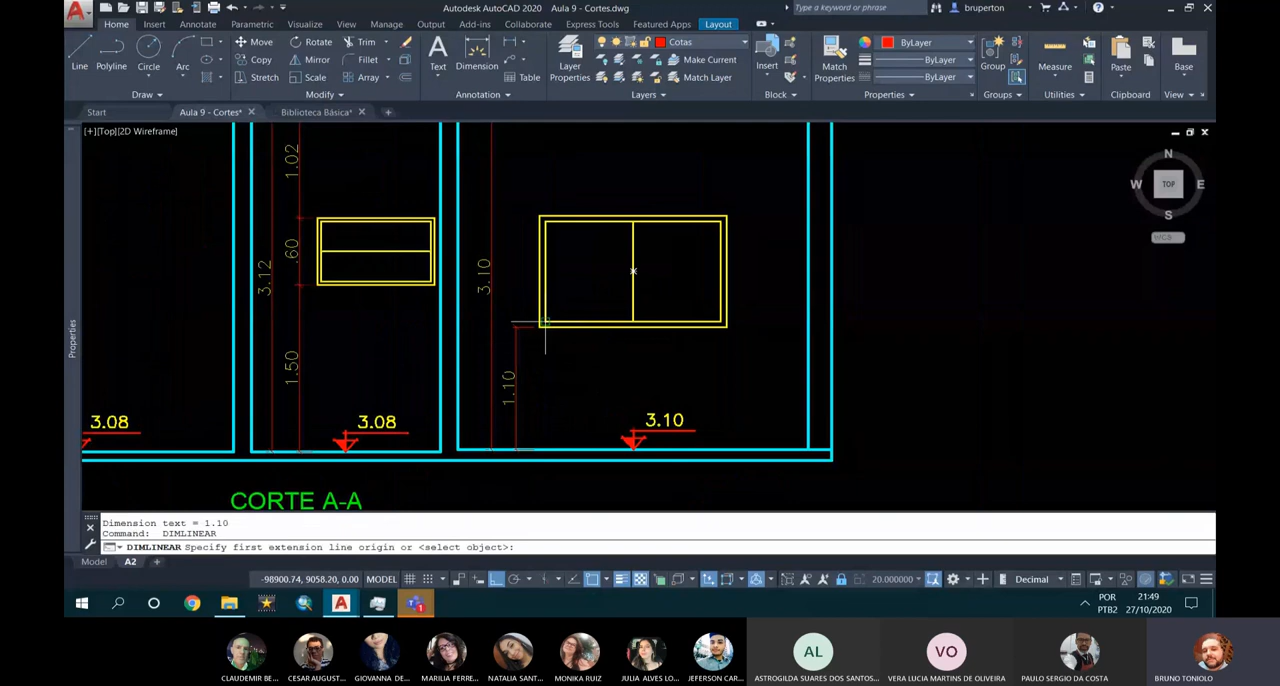 Autodesk AutoCAD 2020   Aula 9 - Cortes.dwg
Type a keyword or phrase
bruperton
Home Insert Annotate Parametric View Manage Output Add-ins Collaborate Express Tools Featured Apps Layout
Line Polyline Circle Arc
Move Rotate Trim
Copy Mirror Fillet
Stretch Scale Array
Text Dimension
Table
Layer Properties
Cotas
Make Current
Match Layer
Insert
Match Properties
ByLayer
ByLayer
ByLayer
Group
Measure
Paste
Base
Draw Modify Annotation Layers Block Properties Groups Utilities Clipboard View
Start Aula 9 - Cortes* Biblioteca Básica*
[+][Top][2D Wireframe]
N
W TOP E
S
WCS
Properties
1.02
.60
3.12
1.50
3.10
1.10
3.08
3.08
3.10
CORTE A-A
Dimension text = 1.10
Command: DIMLINEAR
DIMLINEAR Specify first extension line origin or <select object>:
Model A2
-98900.74, 9058.20, 0.00 MODEL
20.000000
Decimal
POR
PTB2
21:49
27/10/2020
AL
VO
CLAUDEMIR BE...
CESAR AUGUST...
GIOVANNA DE...
MARILIA FERRE...
NATALIA SANT...
MONIKA RUIZ
JULIA ALVES LO...
JEFERSON CAR...
ASTROGILDA SUARES DOS SANTOS...
VERA LUCIA MARTINS DE OLIVEIRA
PAULO SERGIO DA COSTA
BRUNO TONIOLO